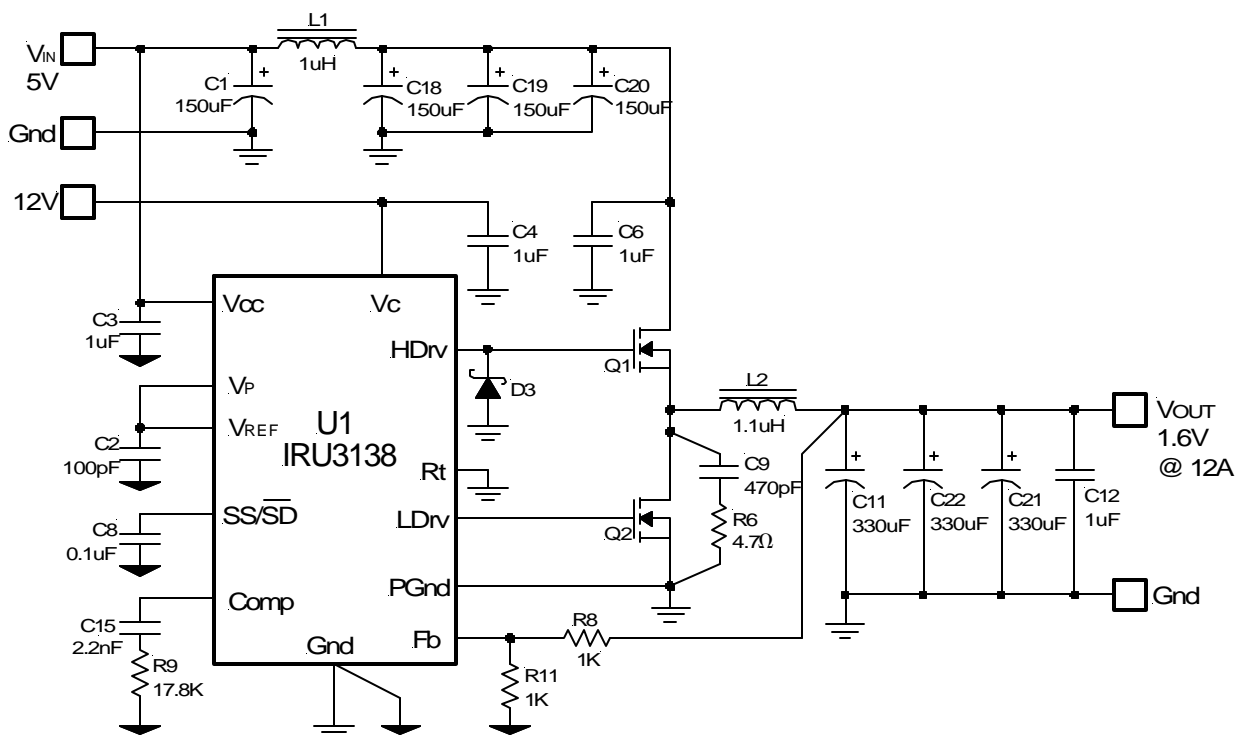 L1
VIN
5V
1uH
C1
150uF
C18
150uF
C19
150uF
C20
150uF
Gnd
12V
C4
1uF
C6
1uF
Vcc
Vc
C3
1uF
HDrv
Q1
D3
L2
1.1uH
VOUT
1.6V
@ 12A
VP
VREF
U1
IRU3138
C2
100pF
Rt
C9
470pF
C11
330uF
C22
330uF
C21
330uF
C12
1uF
SS/SD
C8
0.1uF
LDrv
Q2
R6
4.7Ω
Comp
PGnd
Gnd
C15
2.2nF
Gnd
Fb
R8
1K
R9
17.8K
R11
1K